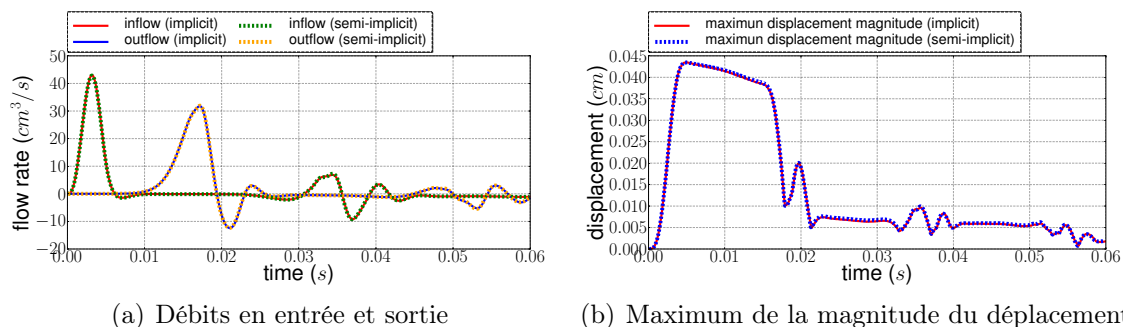 inflow (implicit) inflow (semi-implicit)
outflow (implicit) outflow (semi-implicit)
50
40
30
20
10
0
−10
−20
flow rate (cm³/s)
0.00 0.01 0.02 0.03 0.04 0.05 0.06
time (s)
(a) Débits en entrée et sortie
maximun displacement magnitude (implicit)
maximun displacement magnitude (semi-implicit)
0.045
0.040
0.035
0.030
0.025
0.020
0.015
0.010
0.005
0.000
displacement (cm)
0.00 0.01 0.02 0.03 0.04 0.05 0.06
time (s)
(b) Maximum de la magnitude du déplacement